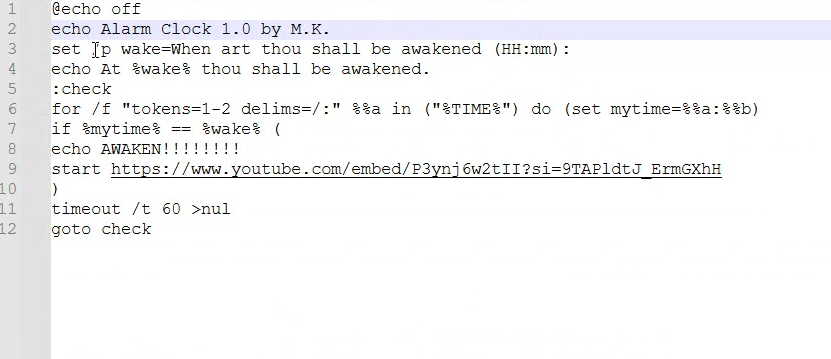 1 @echo off
2 echo Alarm Clock 1.0 by M.K.
3 set /p wake=When art thou shall be awakened (HH:mm):
4 echo At %wake% thou shall be awakened.
5 :check
6 for /f "tokens=1-2 delims=/:" %%a in ("%TIME%") do (set mytime=%%a:%%b)
7 if %mytime% == %wake% (
8 echo AWAKEN!!!!!!!!
9 start https://www.youtube.com/embed/P3ynj6w2tII?si=9TAPldtJ_ErmGXhH
10 )
11 timeout /t 60 >nul
12 goto check